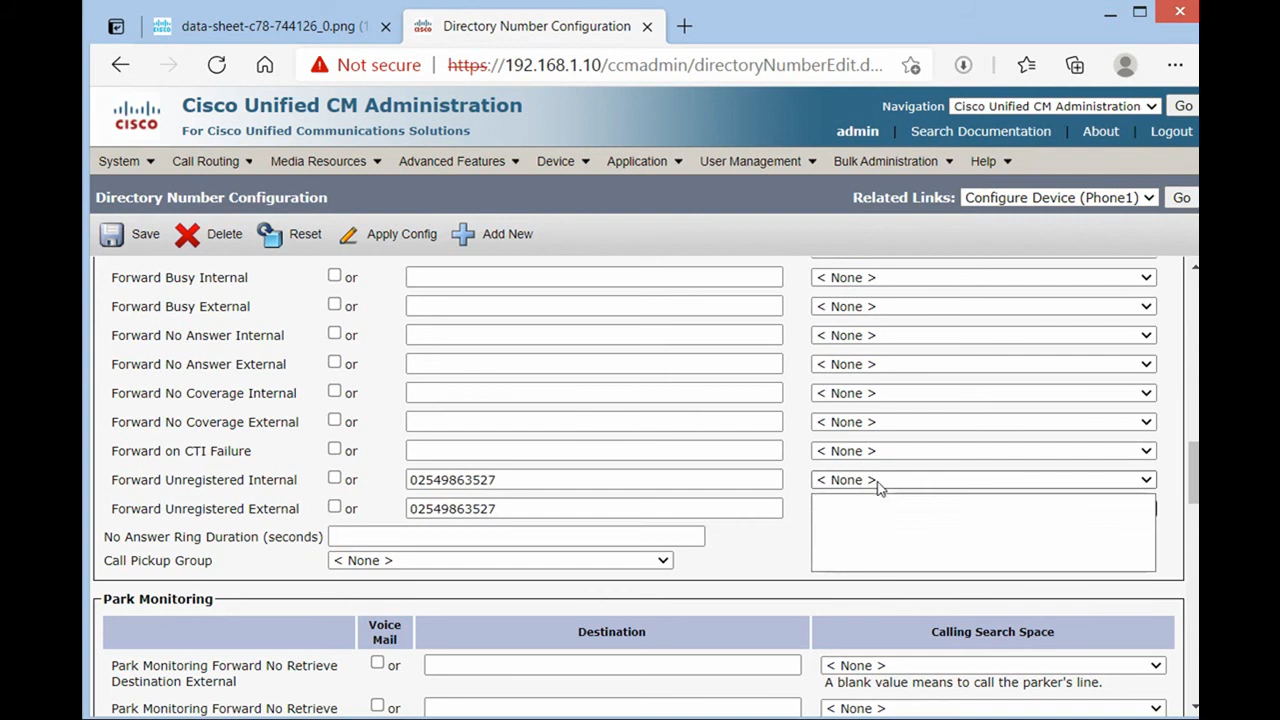 data-sheet-c78-744126_0.png (1
Directory Number Configuration
Not secure
https://192.168.1.10/ccmadmin/directoryNumberEdit.d...
Cisco Unified CM Administration
For Cisco Unified Communications Solutions
CISCO
Navigation Cisco Unified CM Administration Go
admin Search Documentation About Logout
System Call Routing Media Resources Advanced Features Device Application User Management Bulk Administration Help
Directory Number Configuration
Related Links: Configure Device (Phone1) Go
Save Delete Reset Apply Config Add New
Forward Busy Internal or < None >
Forward Busy External or < None >
Forward No Answer Internal or < None >
Forward No Answer External or < None >
Forward No Coverage Internal or < None >
Forward No Coverage External or < None >
Forward on CTI Failure or < None >
Forward Unregistered Internal or 02549863527 < None >
Forward Unregistered External or 02549863527
No Answer Ring Duration (seconds)
Call Pickup Group < None >
Park Monitoring
Voice Mail Destination Calling Search Space
Park Monitoring Forward No Retrieve Destination External or < None >
A blank value means to call the parker's line.
Park Monitoring Forward No Retrieve or < None >